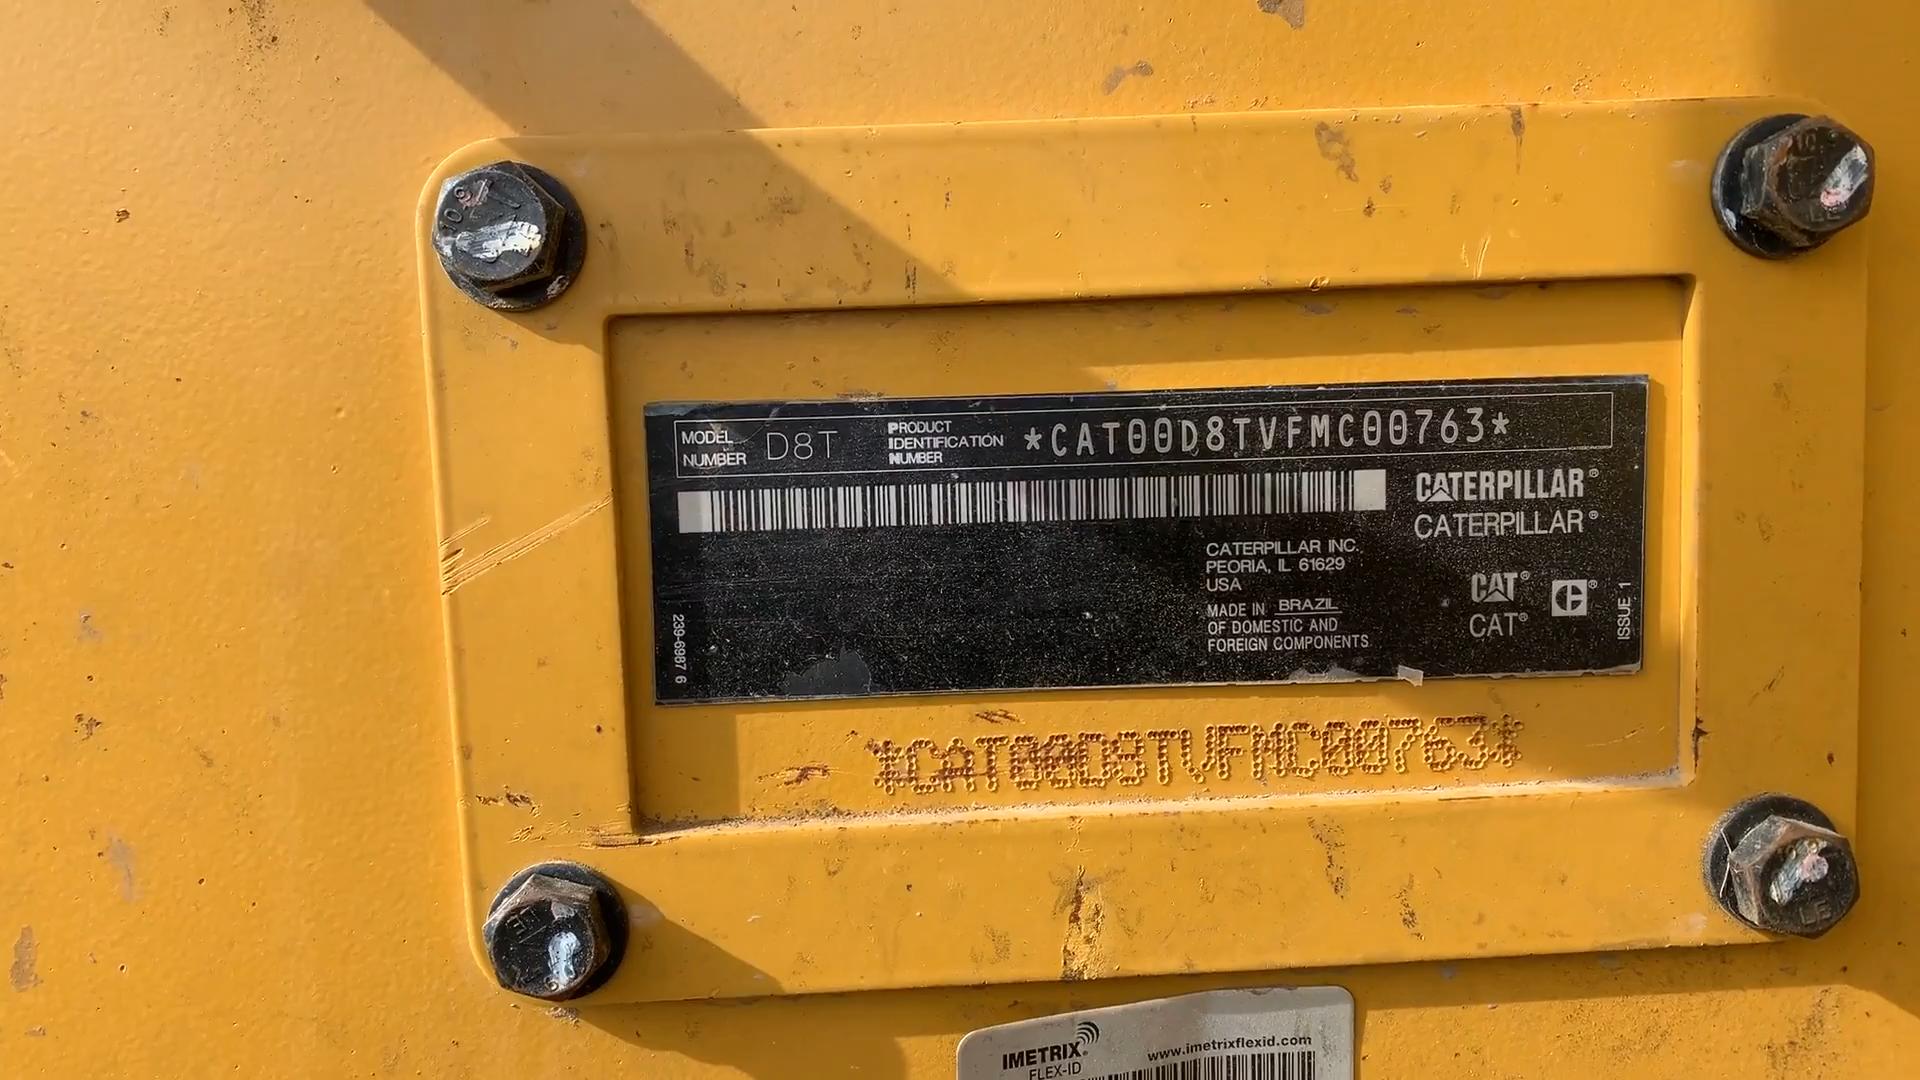 MODEL NUMBER D8T
PRODUCT IDENTIFICATION NUMBER *CAT00D8TVFMC00763*
CATERPILLAR®
CATERPILLAR®
CATERPILLAR INC.
PEORIA, IL 61629
USA
MADE IN BRAZIL
OF DOMESTIC AND
FOREIGN COMPONENTS
CAT®
CAT®
ISSUE 1
239-6987 6
*CAT00D8TVFMC00763*
IMETRIX®
FLEX-ID
www.imetrixflexid.com